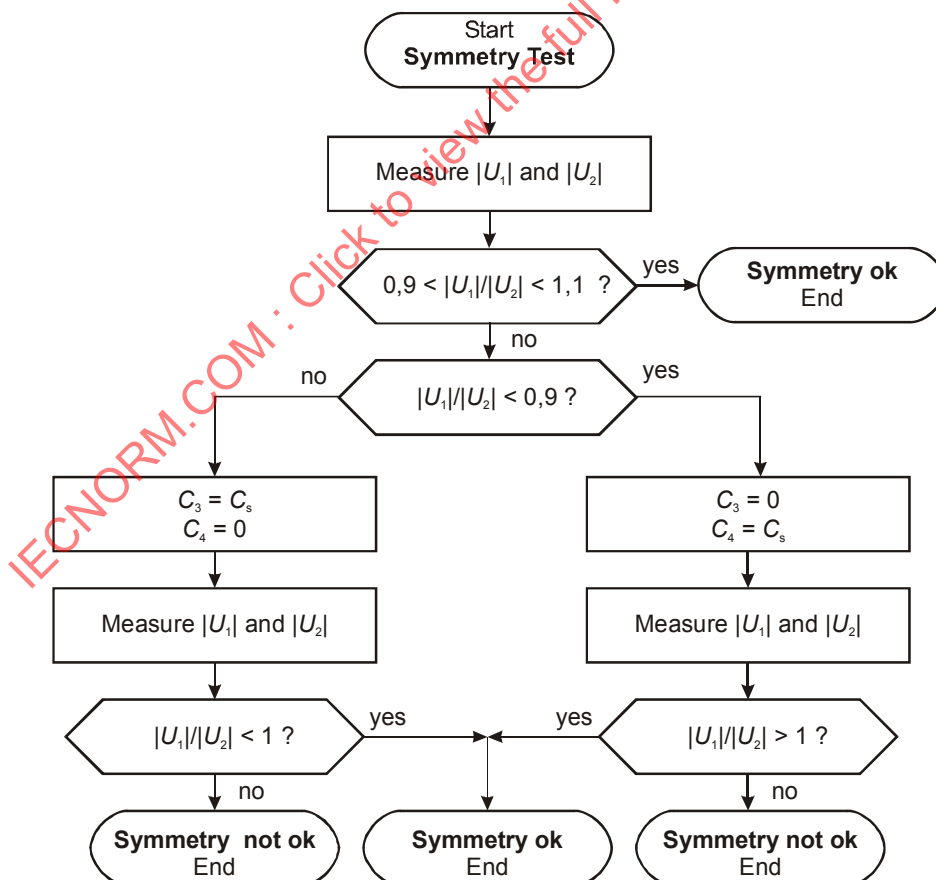 Start
Symmetry Test
Measure |U₁| and |U₂|
0,9 < |U₁|/|U₂| < 1,1 ?
yes
Symmetry ok
End
no
|U₁|/|U₂| < 0,9 ?
no
yes
C₃ = Cₛ
C₄ = 0
C₃ = 0
C₄ = Cₛ
Measure |U₁| and |U₂|
Measure |U₁| and |U₂|
|U₁|/|U₂| < 1 ?
yes
yes
|U₁|/|U₂| > 1 ?
no
no
Symmetry not ok
End
Symmetry ok
End
Symmetry not ok
End
IECNORM.COM : Click to view the full